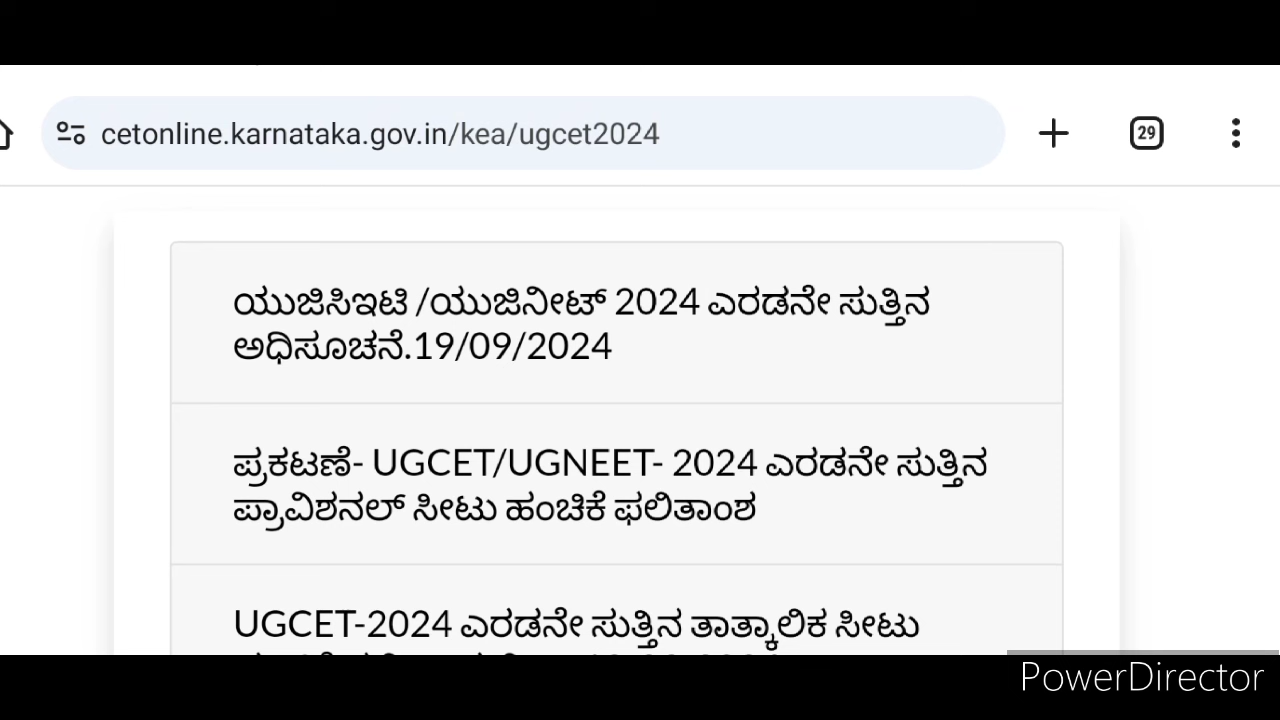 cetonline.karnataka.gov.in/kea/ugcet2024
29
ಯುಜಿಸಿಇಟಿ /ಯುಜಿನೀಟ್ 2024 ಎರಡನೇ ಸುತ್ತಿನ
ಅಧಿಸೂಚನೆ.19/09/2024
ಪ್ರಕಟಣೆ- UGCET/UGNEET- 2024 ಎರಡನೇ ಸುತ್ತಿನ
ಪ್ರಾವಿಶನಲ್ ಸೀಟು ಹಂಚಿಕೆ ಫಲಿತಾಂಶ
UGCET-2024 ಎರಡನೇ ಸುತ್ತಿನ ತಾತ್ಕಾಲಿಕ ಸೀಟು
PowerDirector